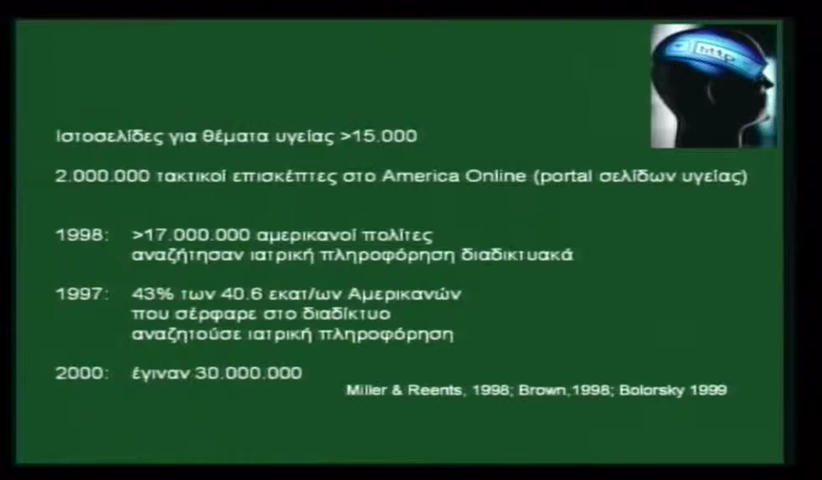 http
Ιστοσελίδες για θέματα υγείας >15.000
2.000.000 τακτικοί επισκέπτες στο America Online (portal σελίδων υγείας)
1998: >17.000.000 αμερικανοί πολίτες
αναζήτησαν ιατρική πληροφόρηση διαδικτυακά
1997: 43% των 40.6 εκατ/ων Αμερικανών
που σέρφαρε στο διαδίκτυο
αναζητούσε ιατρική πληροφόρηση
2000: έγιναν 30.000.000
Miller & Reents, 1998; Brown,1998; Bolorsky 1999